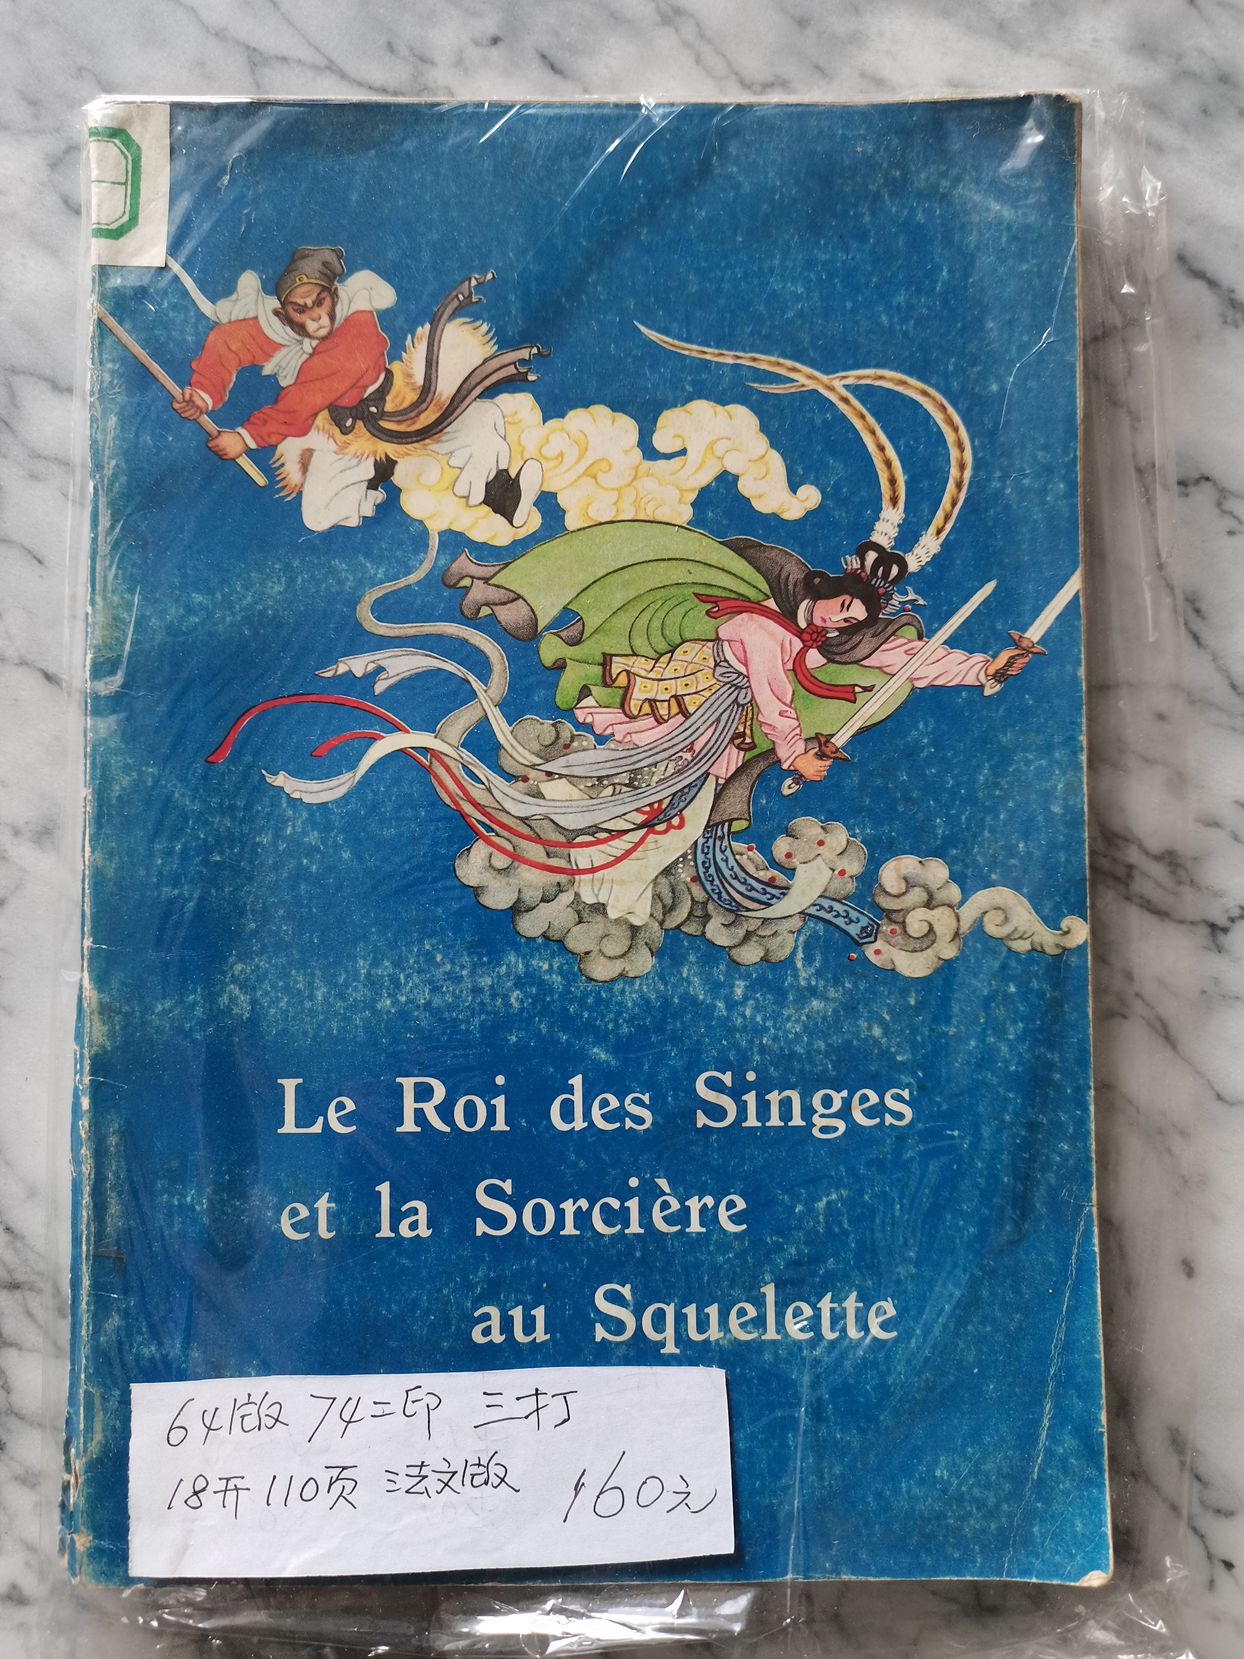 Le Roi des Singes
et la Sorcière
au Squelette
64版 74二印 三打
18开 110页 法文版 160元